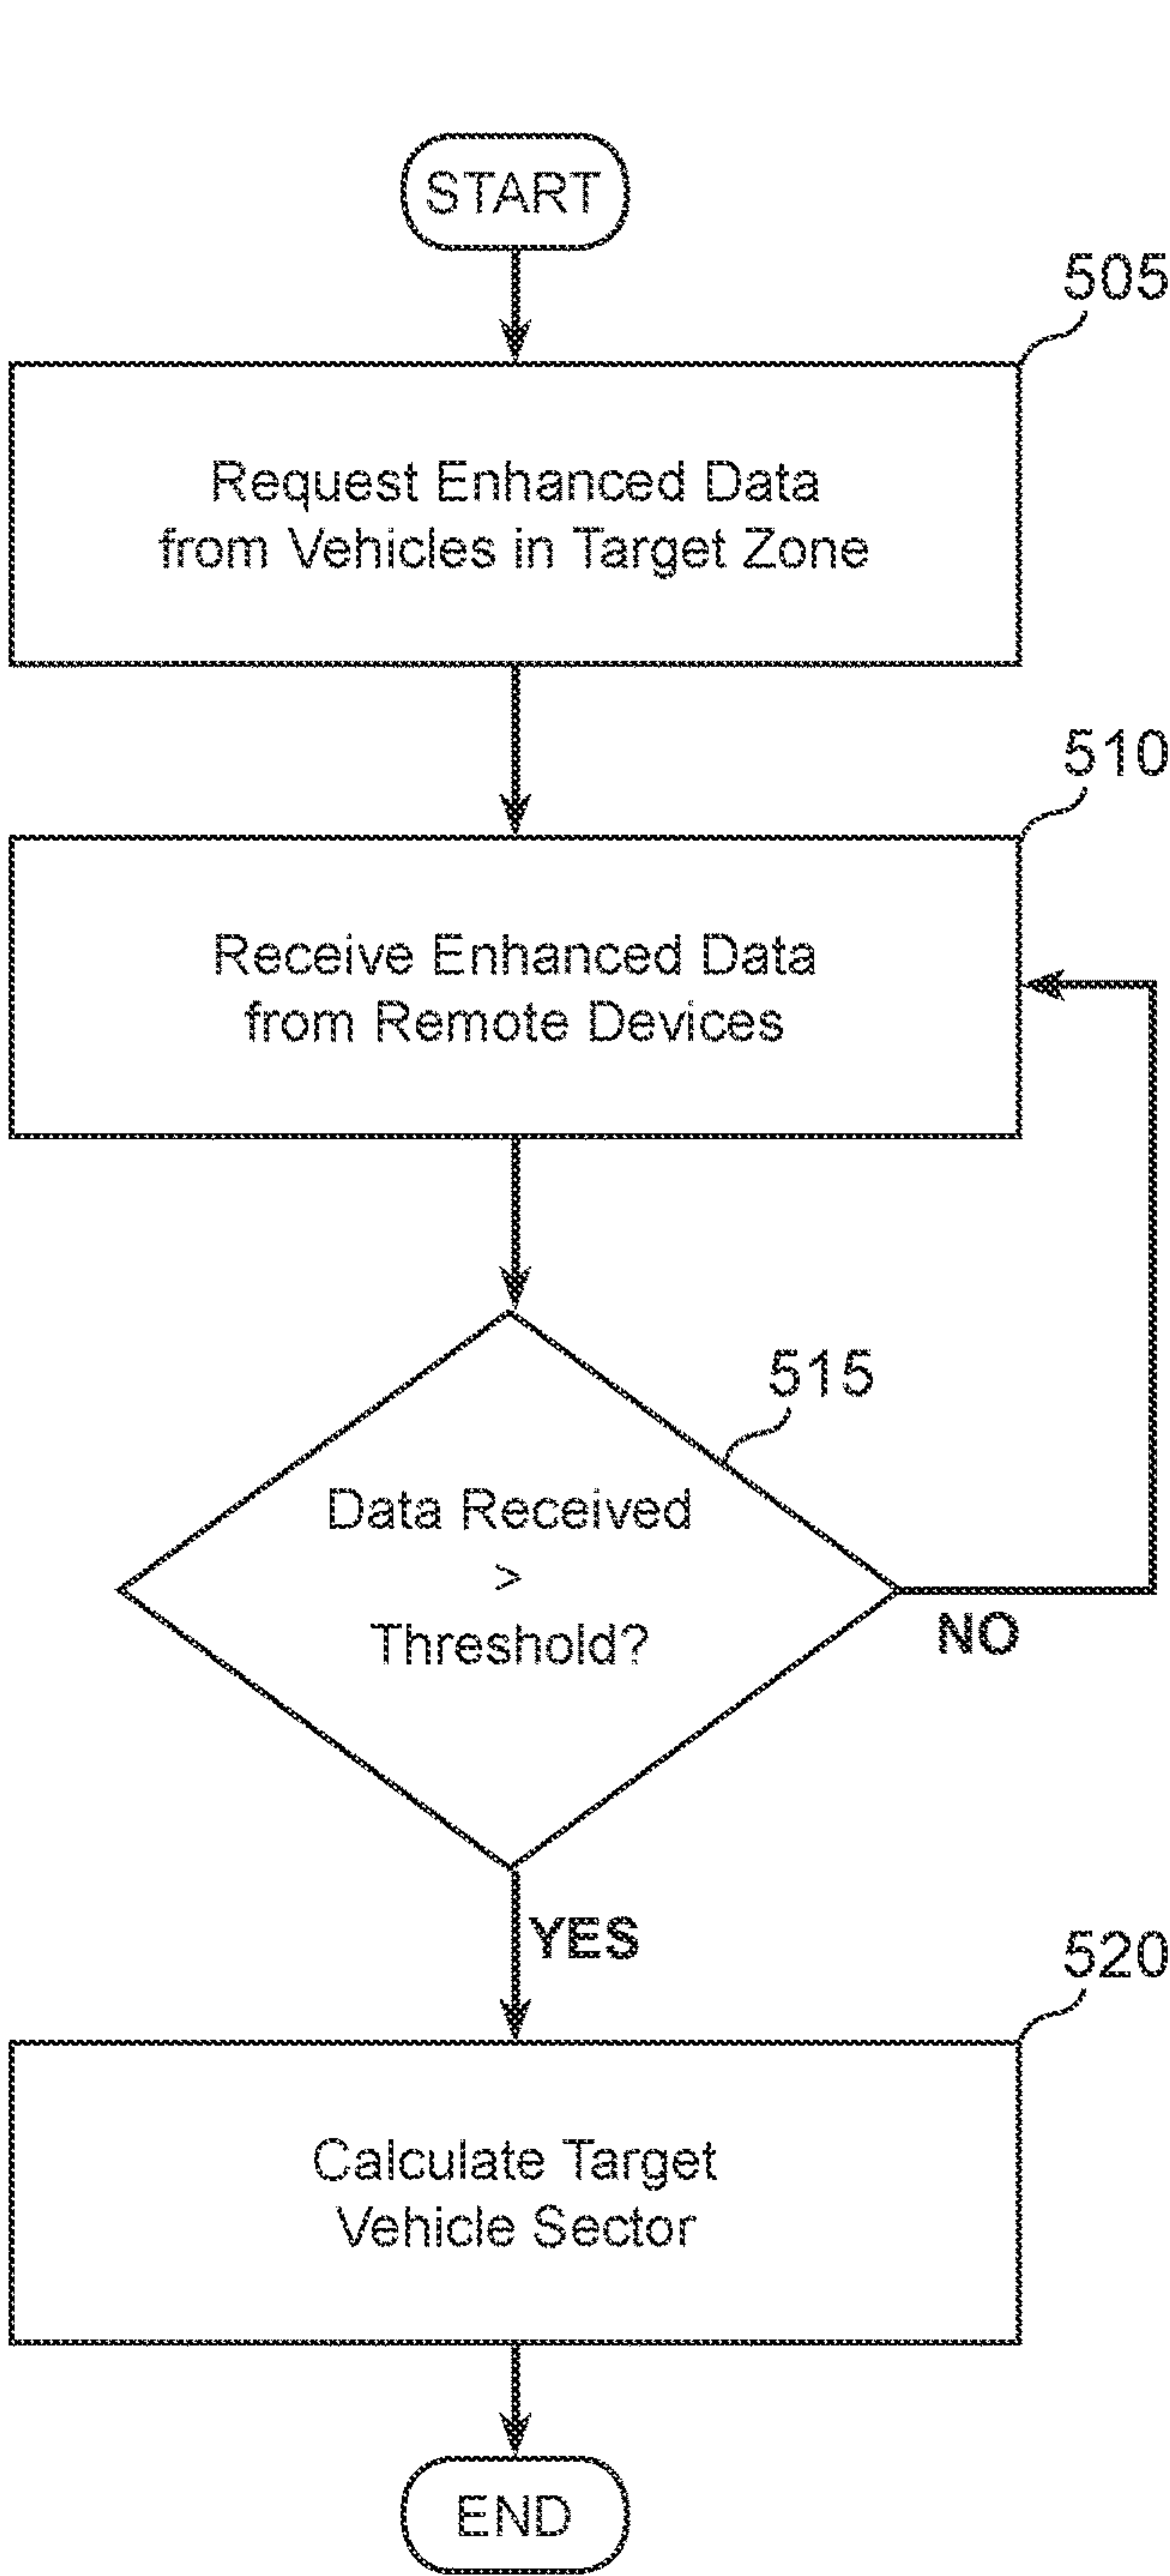 START
505
Request Enhanced Data
from Vehicles in Target Zone
510
Receive Enhanced Data
from Remote Devices
515
Data Received
>
Threshold?
NO
YES
520
Calculate Target
Vehicle Sector
END